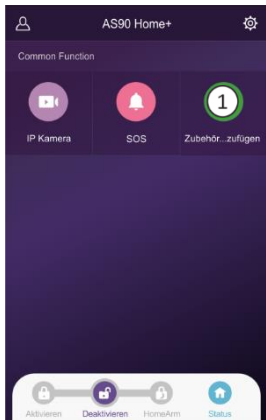 AS90 Home+
Common Function
1
IP Kamera
SOS
Zubehör...zufügen
Aktivieren
Deaktivieren
HomeArm
Status